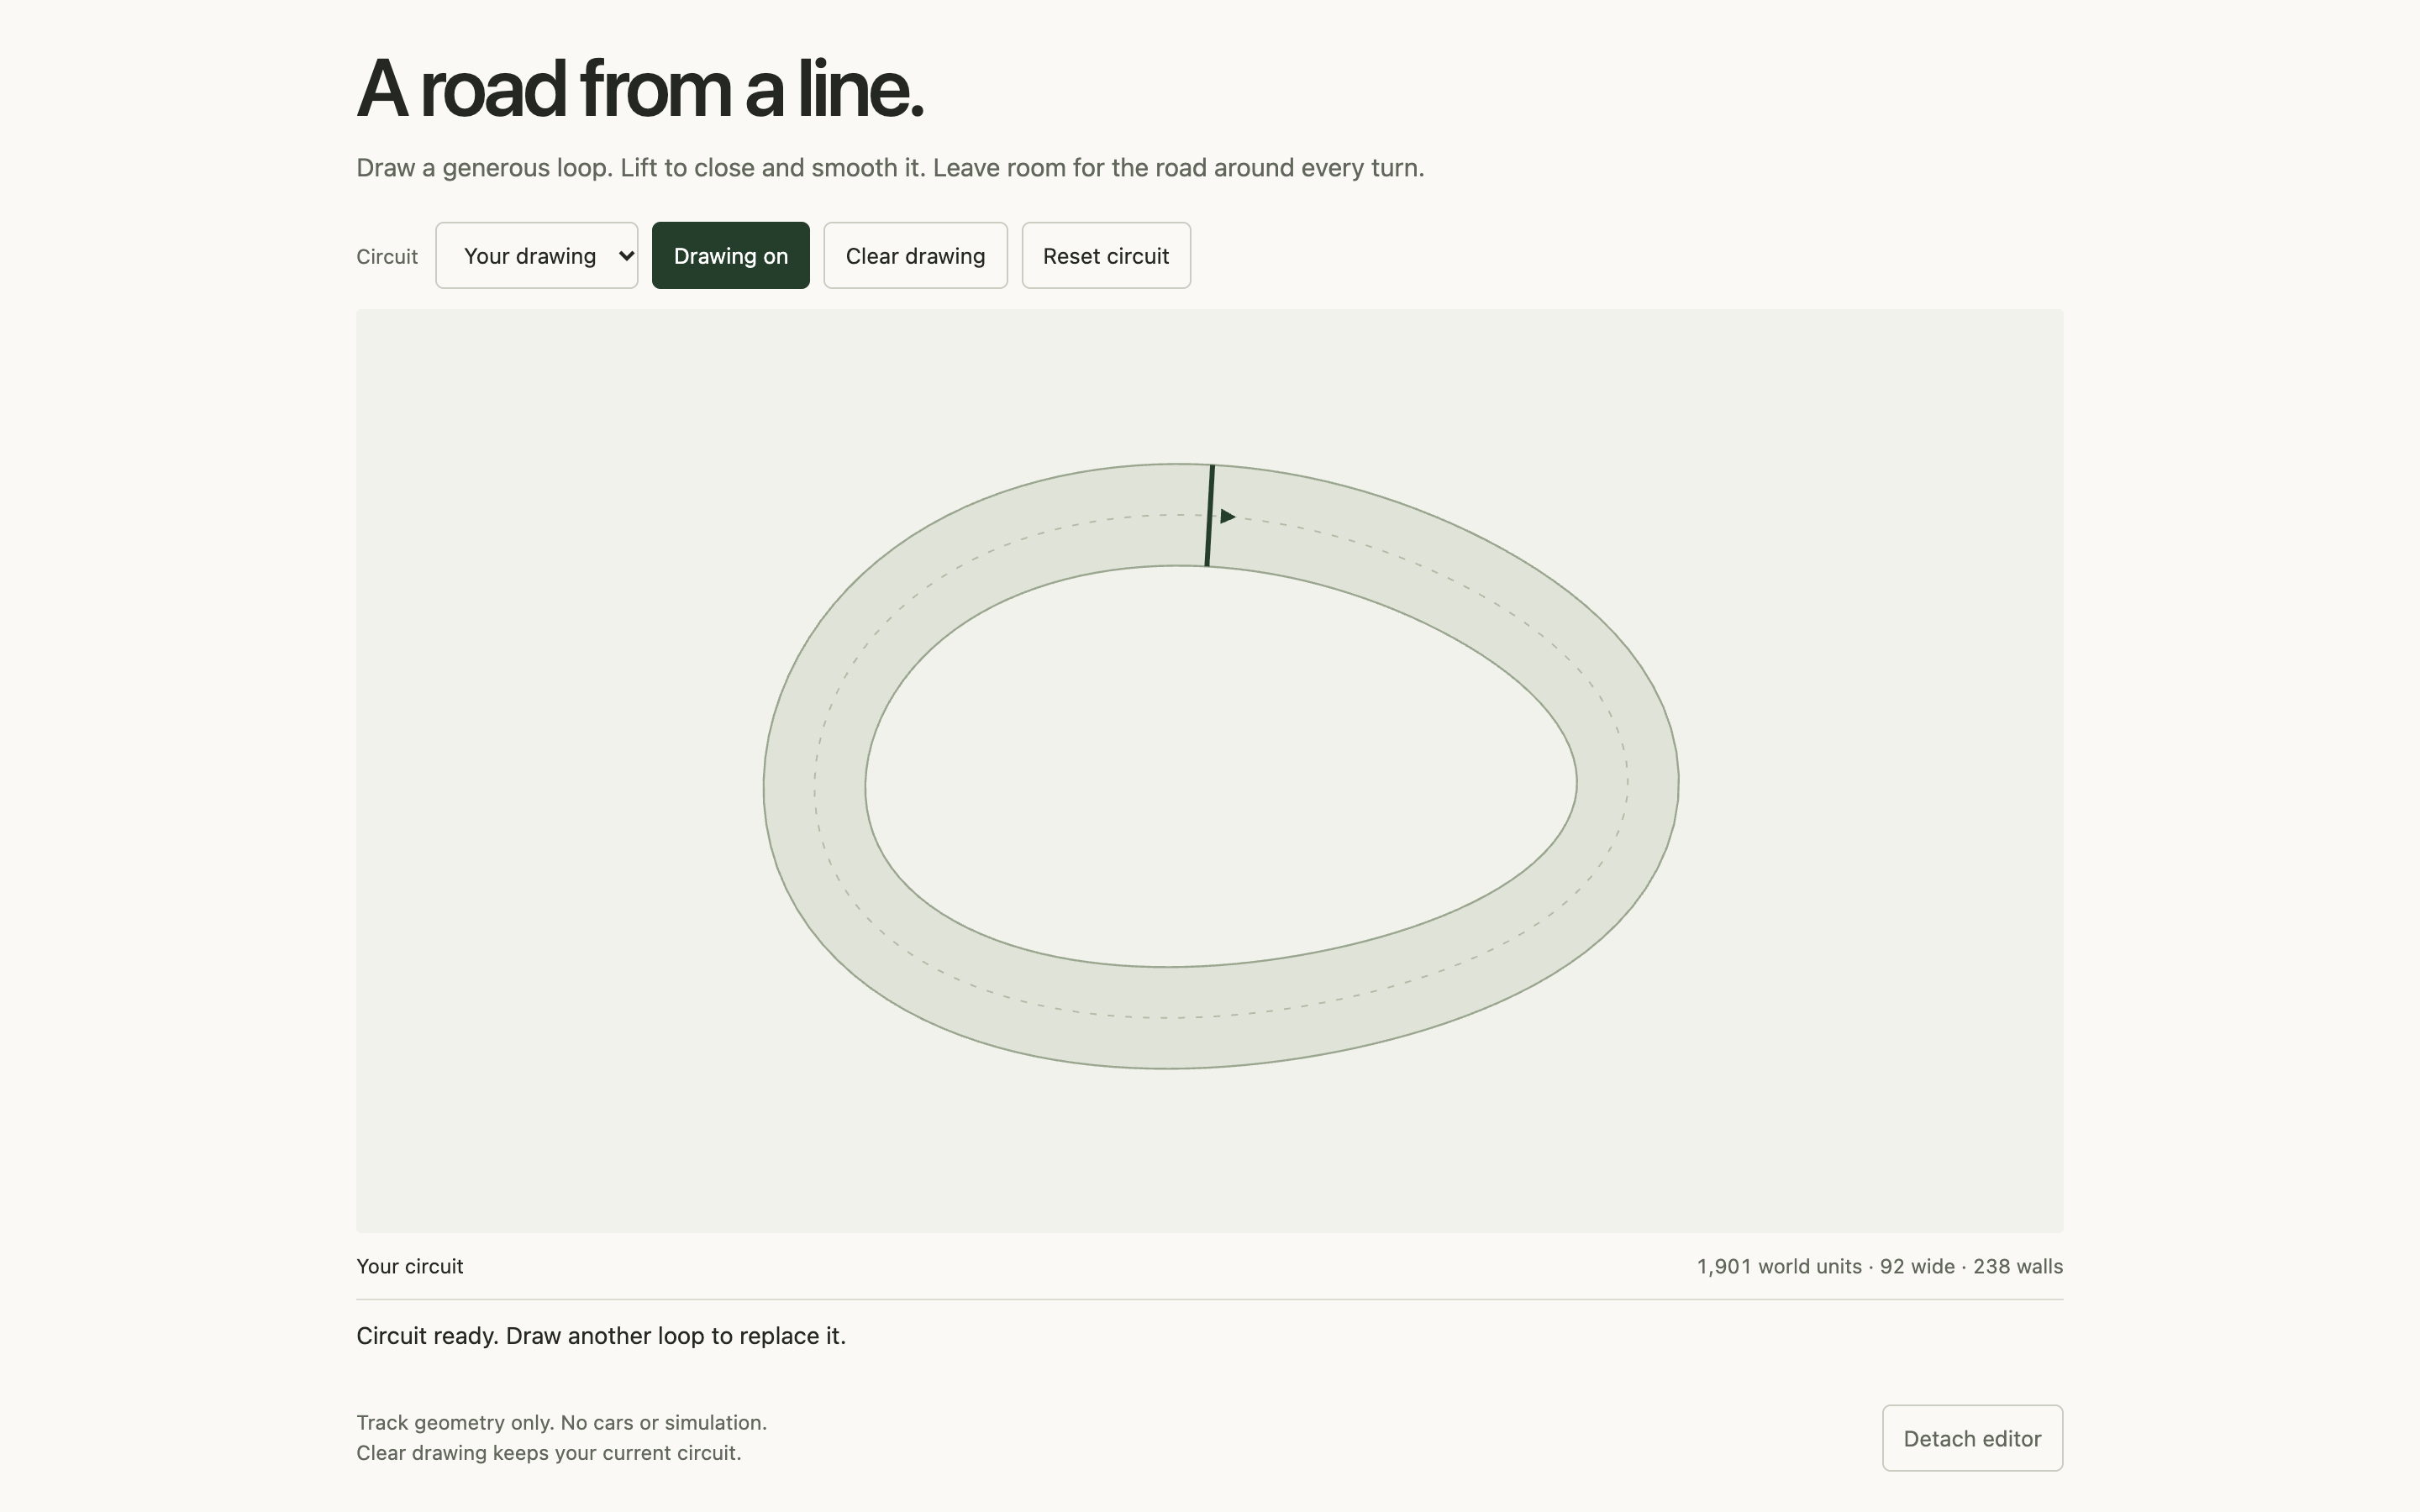 A road from a line.
Draw a generous loop. Lift to close and smooth it. Leave room for the road around every turn.
Circuit
Your drawing
Drawing on
Clear drawing
Reset circuit
Your circuit
1,901 world units · 92 wide · 238 walls
Circuit ready. Draw another loop to replace it.
Track geometry only. No cars or simulation.
Clear drawing keeps your current circuit.
Detach editor